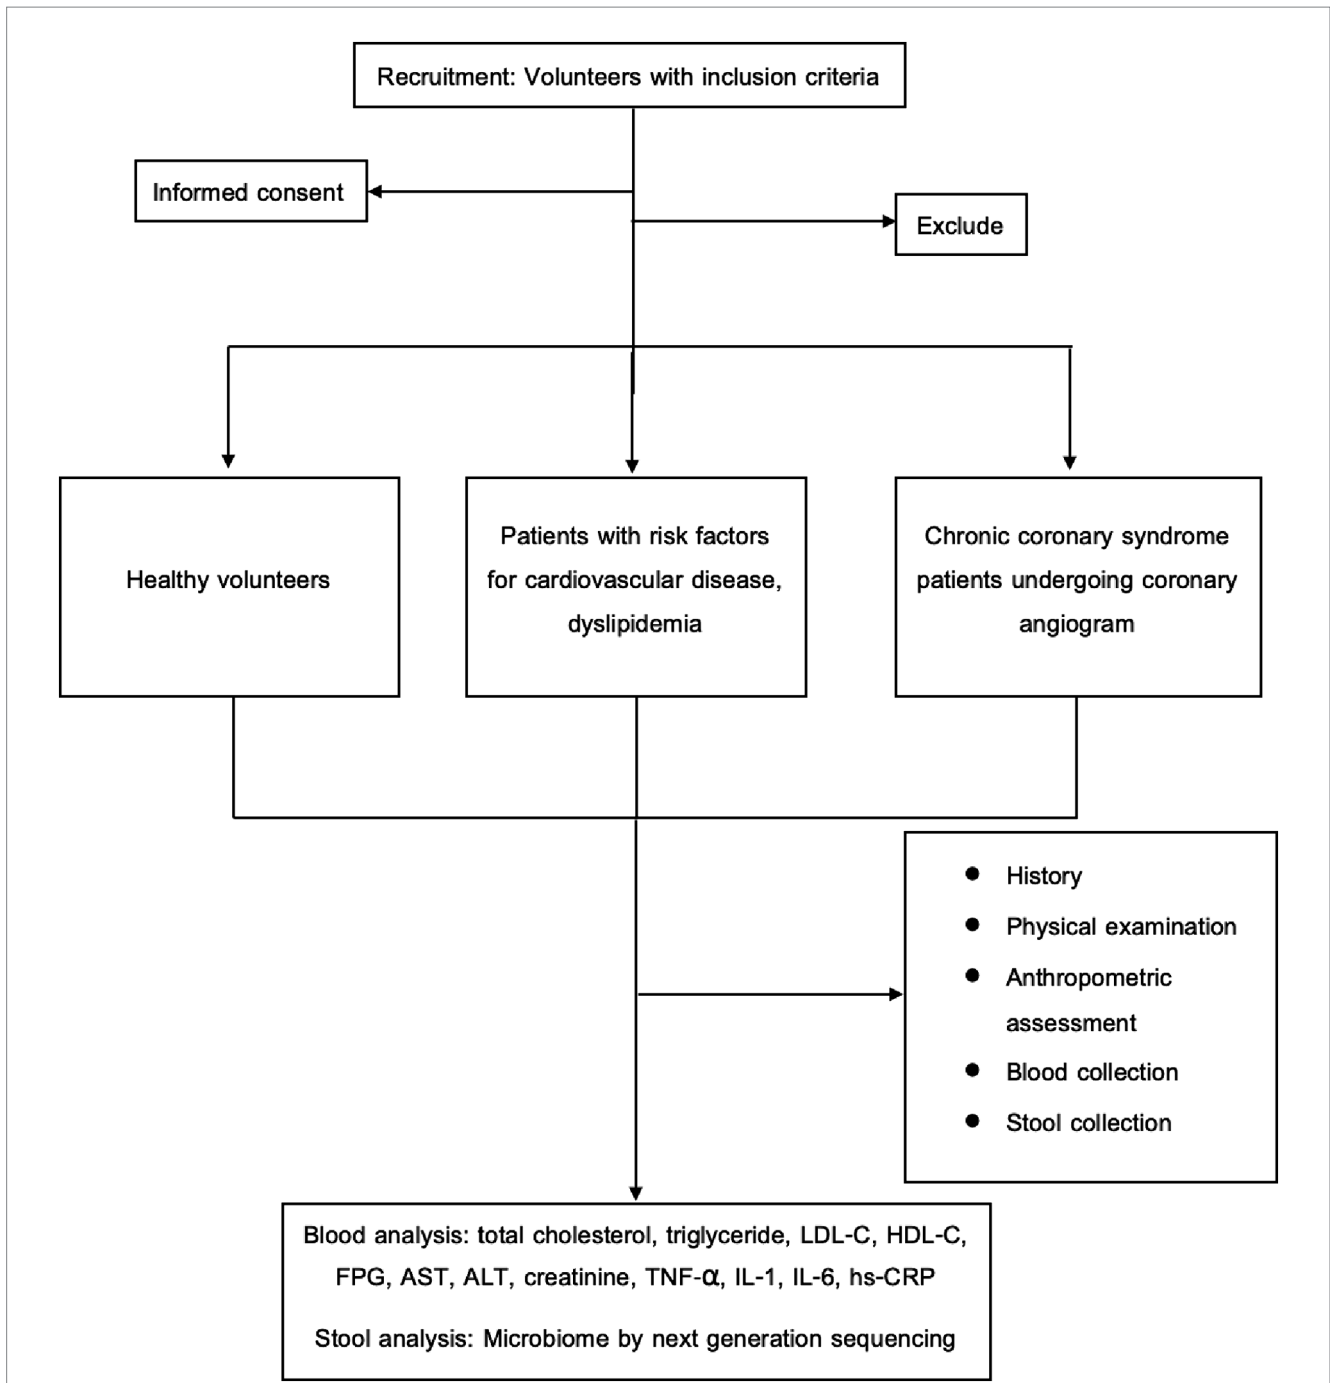 Recruitment: Volunteers with inclusion criteria
Informed consent
Exclude
Healthy volunteers
Patients with risk factors
for cardiovascular disease,
dyslipidemia
Chronic coronary syndrome
patients undergoing coronary
angiogram
● History
● Physical examination
● Anthropometric
assessment
● Blood collection
● Stool collection
Blood analysis: total cholesterol, triglyceride, LDL-C, HDL-C,
FPG, AST, ALT, creatinine, TNF-α, IL-1, IL-6, hs-CRP
Stool analysis: Microbiome by next generation sequencing